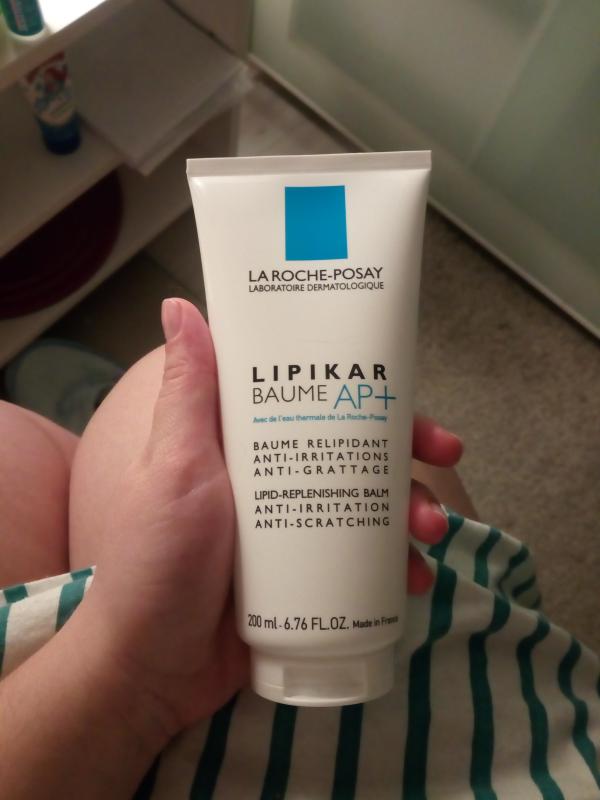 LA ROCHE-POSAY
LABORATOIRE DERMATOLOGIQUE
LIPIKAR
BAUME AP+
Avec de l'eau thermale de La Roche-Posay
BAUME RELIPIDANT
ANTI-IRRITATIONS
ANTI-GRATTAGE
LIPID-REPLENISHING BALM
ANTI-IRRITATION
ANTI-SCRATCHING
200 ml - 6.76 FL.OZ. Made in France